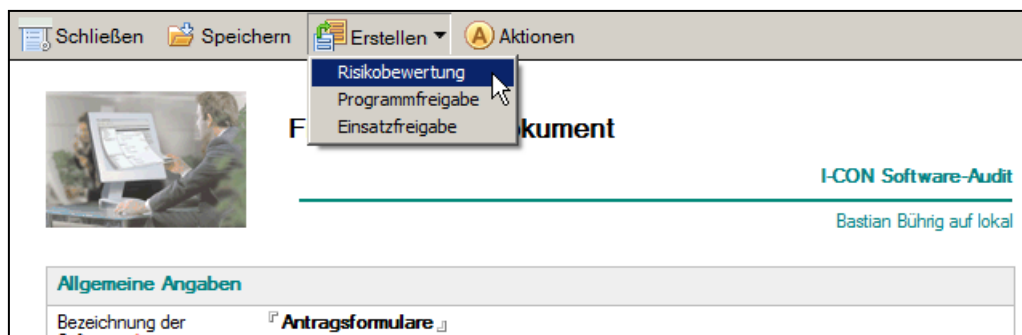 Schließen Speichern Erstellen Aktionen
Risikobewertung
Programmfreigabe
Einsatzfreigabe
F kument
I-CON Software-Audit
Bastian Bührig auf lokal
Allgemeine Angaben
Bezeichnung der Antragsformulare